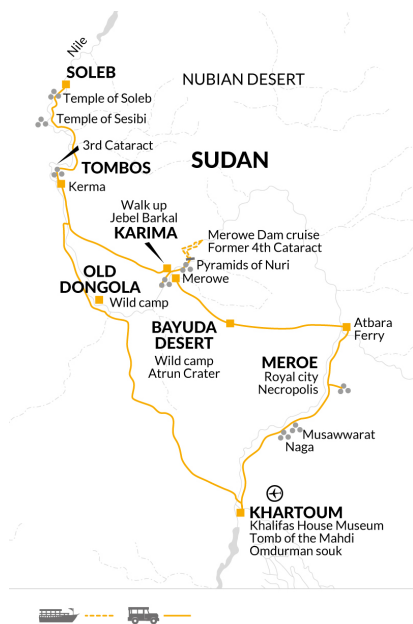 Nile
SOLEB
NUBIAN DESERT
Temple of Soleb
Temple of Sesibi
3rd Cataract
SUDAN
TOMBOS
Kerma
Walk up
Jebel Barkal
KARIMA
Merowe Dam cruise
Former 4th Cataract
Pyramids of Nuri
Merowe
OLD
DONGOLA
Wild camp
BAYUDA
DESERT
Wild camp
Atrun Crater
Atbara
Ferry
MEROE
Royal city
Necropolis
Musawwarat
Naga
KHARTOUM
Khalifas House Museum
Tomb of the Mahdi
Omdurman souk